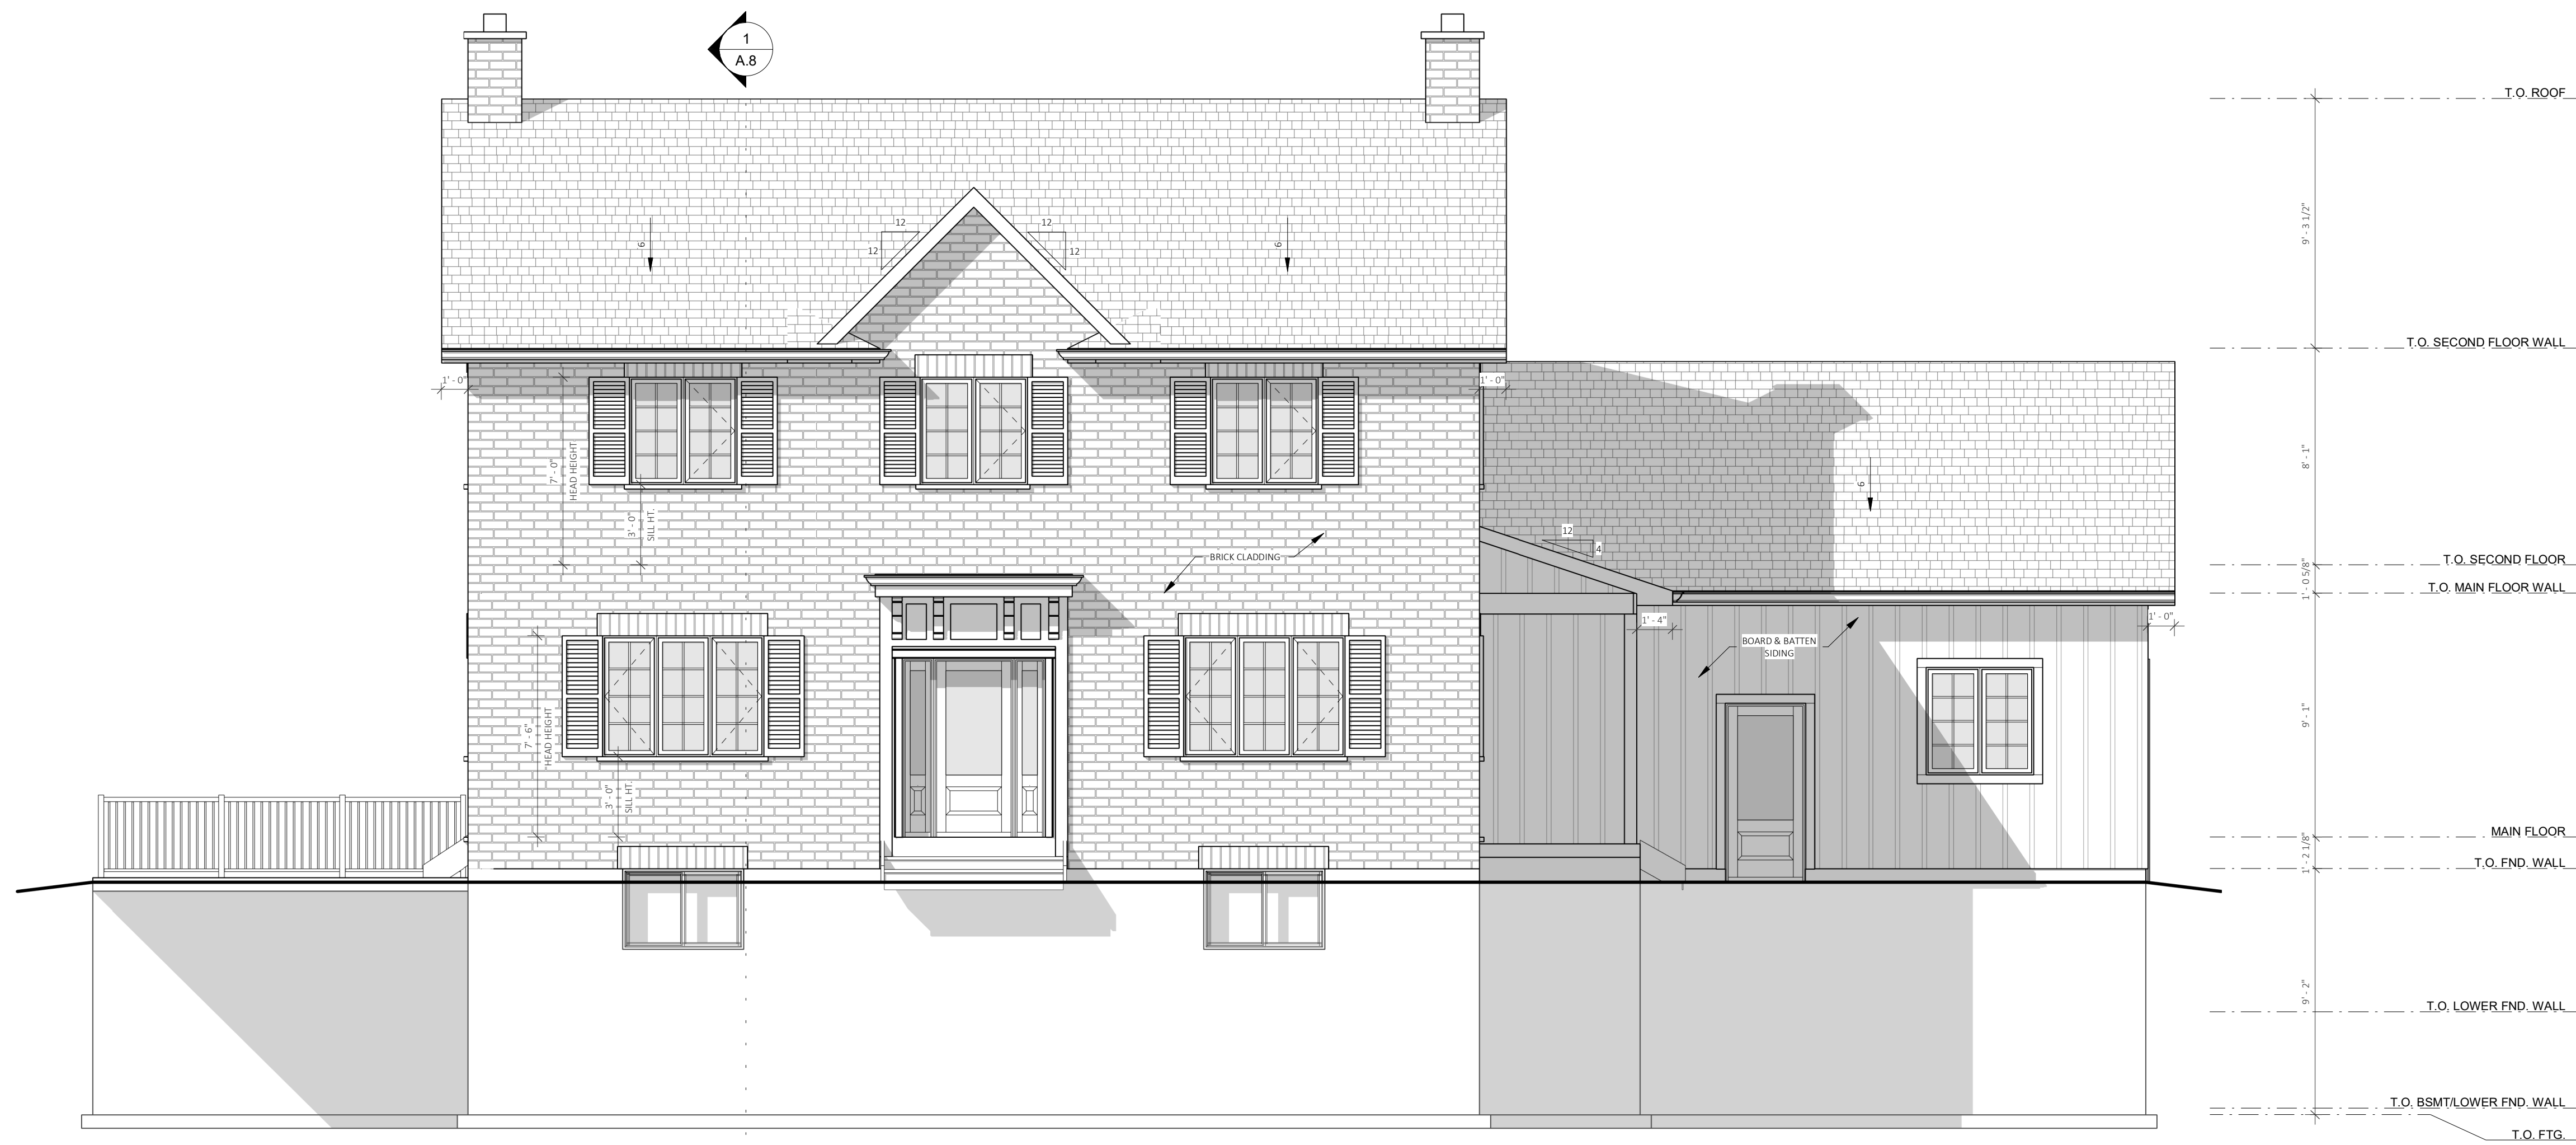 1
A.8
T.O. ROOF
9' - 3 1/2"
12
12
12
12
6
6
T.O. SECOND FLOOR WALL
1' - 0"
1' - 0"
7' - 0"
HEAD HEIGHT
3' - 0"
SILL HT.
8' - 1"
6
12
4
BRICK CLADDING
T.O. SECOND FLOOR
1' - 0 5/8"
T.O. MAIN FLOOR WALL
1' - 4"
1' - 0"
BOARD & BATTEN
SIDING
7' - 6"
HEAD HEIGHT
3' - 0"
SILL HT.
9' - 1"
MAIN FLOOR
1' - 2 1/8"
T.O. FND. WALL
9' - 2"
T.O. LOWER FND. WALL
T.O. BSMT/LOWER FND. WALL
T.O. FTG.